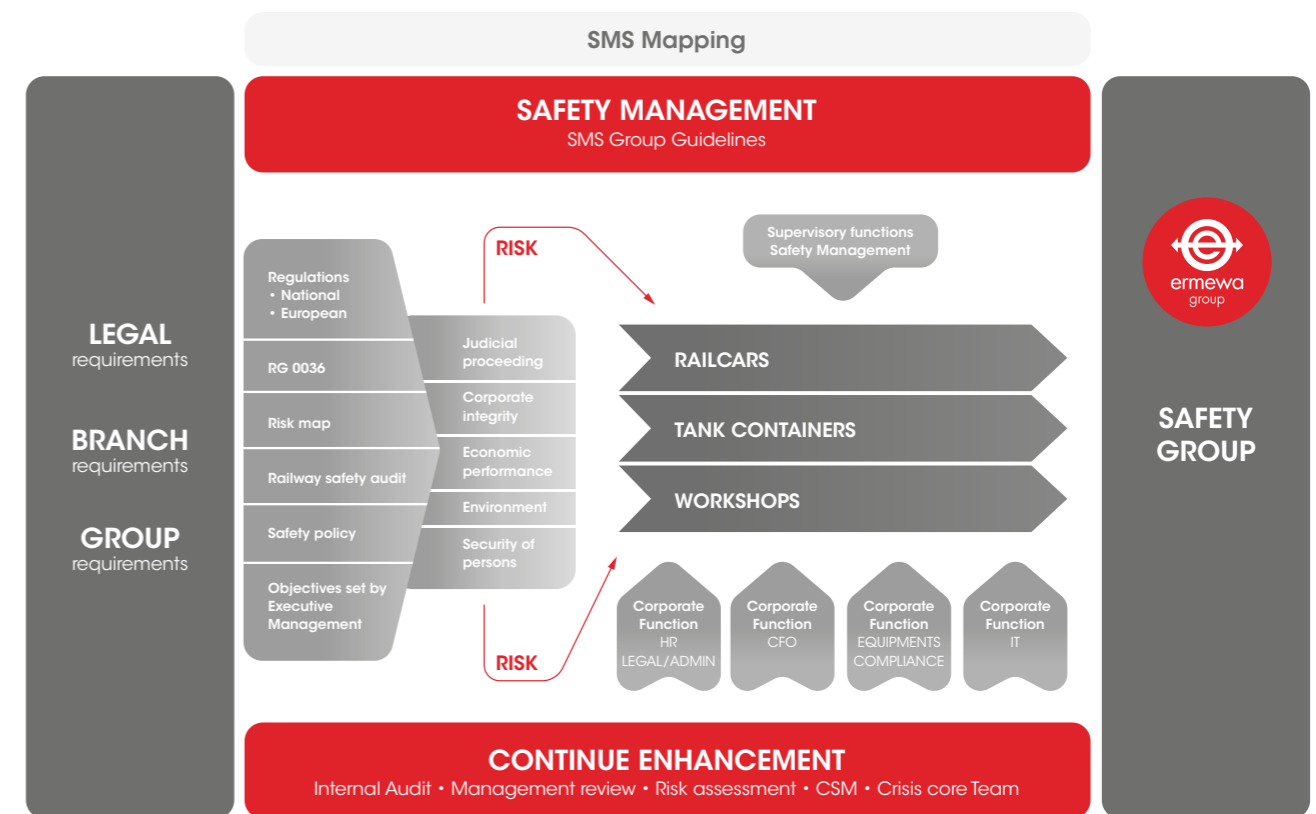 SMS Mapping
SAFETY MANAGEMENT
SMS Group Guidelines
LEGAL
requirements
BRANCH
requirements
GROUP
requirements
Regulations
• National
• European
RG 0036
Risk map
Railway safety audit
Safety policy
Objectives set by
Executive
Management
Judicial
proceeding
Corporate
integrity
Economic
performance
Environment
Security of
persons
RISK
RISK
Supervisory functions
Safety Management
RAILCARS
TANK CONTAINERS
WORKSHOPS
Corporate
Function
HR
LEGAL/ADMIN
Corporate
Function
CFO
Corporate
Function
EQUIPMENTS
COMPLIANCE
Corporate
Function
IT
ermewa
group
SAFETY
GROUP
CONTINUE ENHANCEMENT
Internal Audit • Management review • Risk assessment • CSM • Crisis core Team